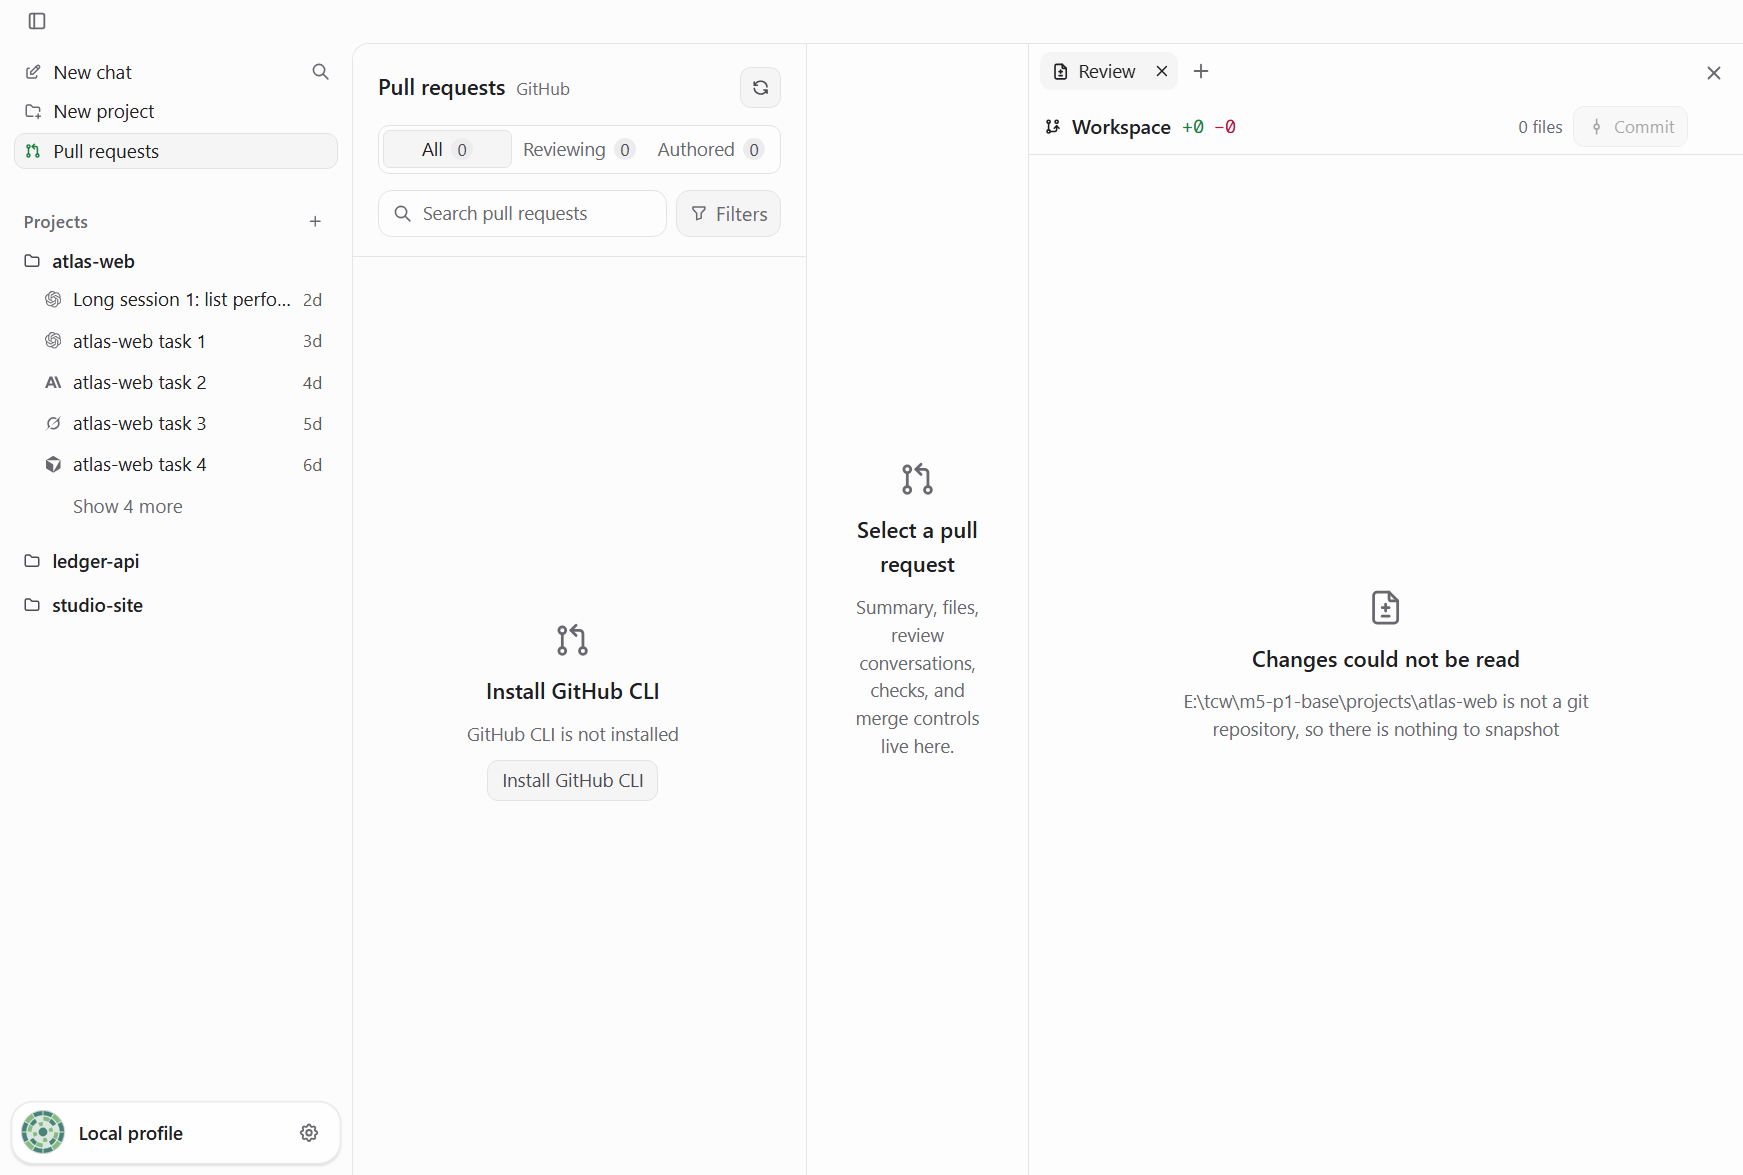 New chat
New project
Pull requests
Projects
atlas-web
Long session 1: list perfo... 2d
atlas-web task 1 3d
atlas-web task 2 4d
atlas-web task 3 5d
atlas-web task 4 6d
Show 4 more
ledger-api
studio-site
Local profile
Pull requests GitHub
All 0 Reviewing 0 Authored 0
Search pull requests Filters
Install GitHub CLI
GitHub CLI is not installed
Install GitHub CLI
Select a pull
request
Summary, files,
review
conversations,
checks, and
merge controls
live here.
Review
Workspace +0 −0 0 files Commit
Changes could not be read
E:\tcw\m5-p1-base\projects\atlas-web is not a git
repository, so there is nothing to snapshot